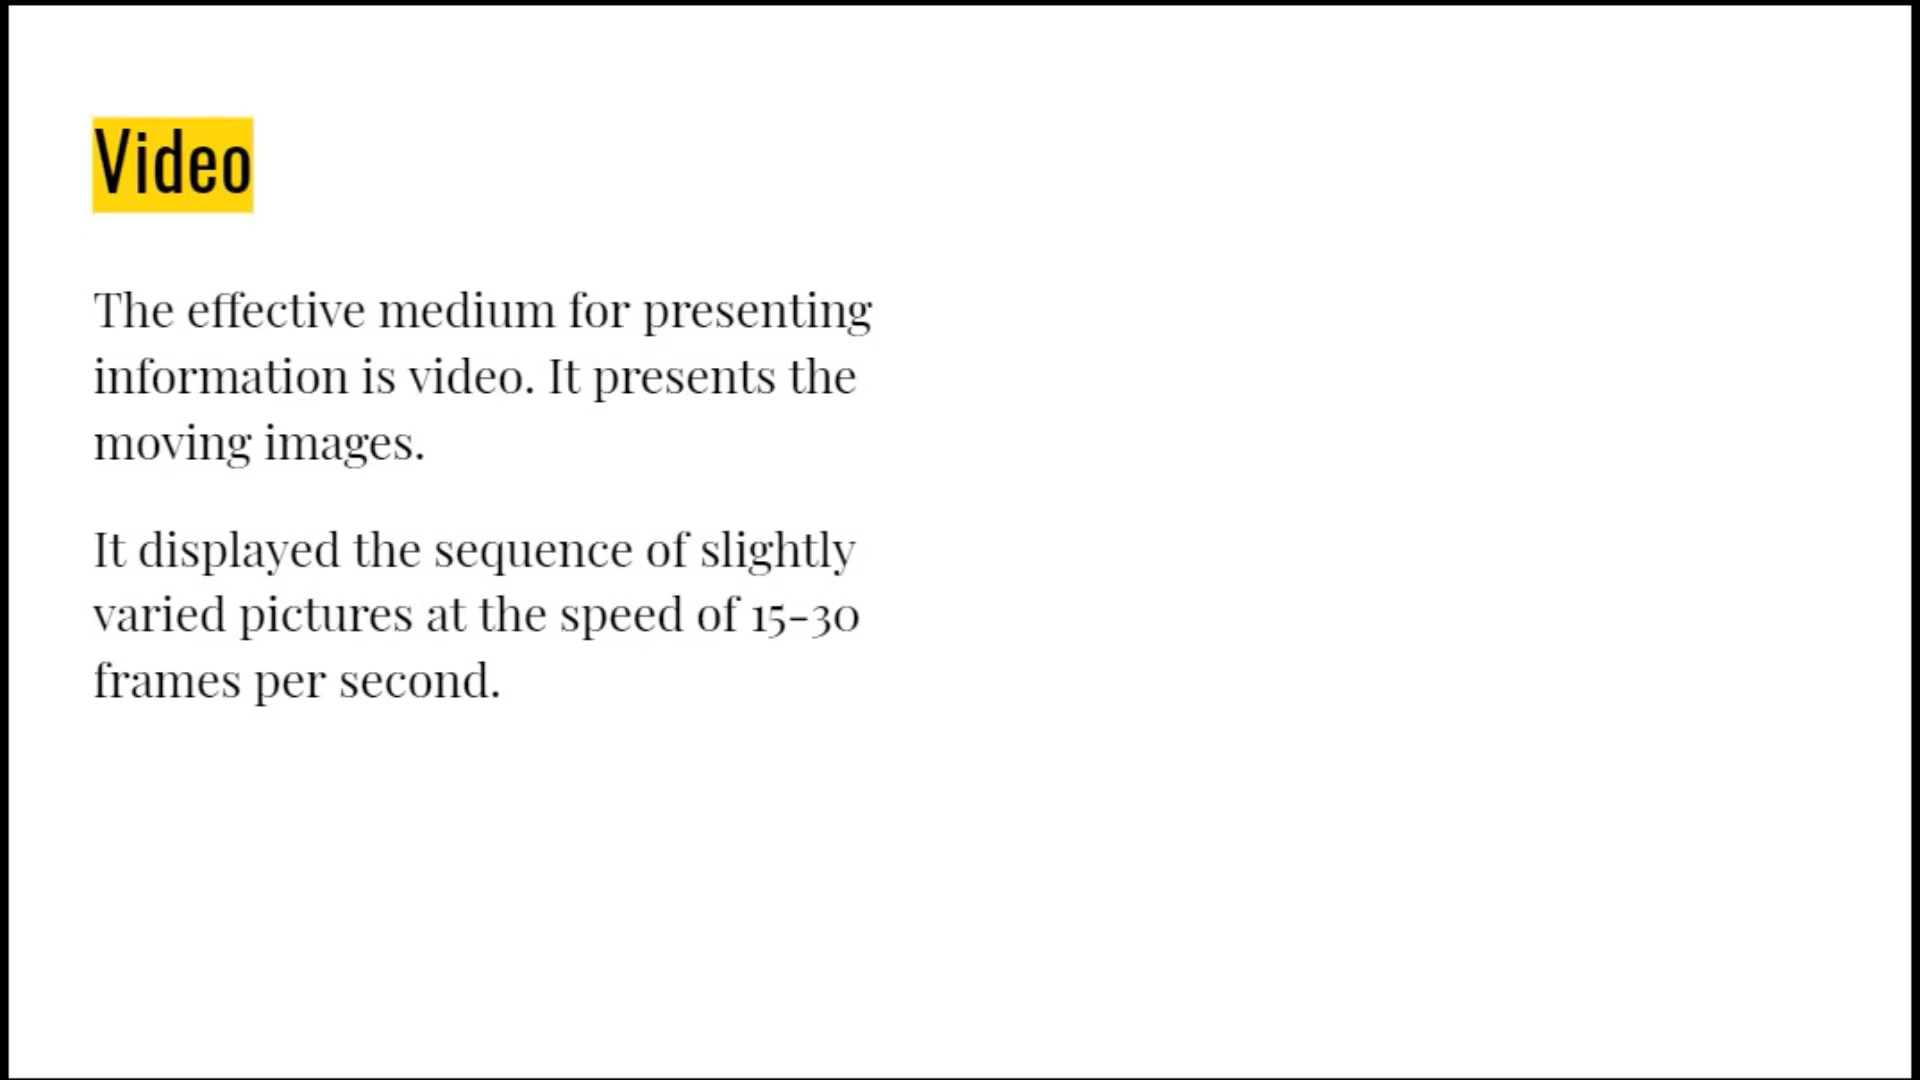 Video
The effective medium for presenting
information is video. It presents the
moving images.
It displayed the sequence of slightly
varied pictures at the speed of 15-30
frames per second.